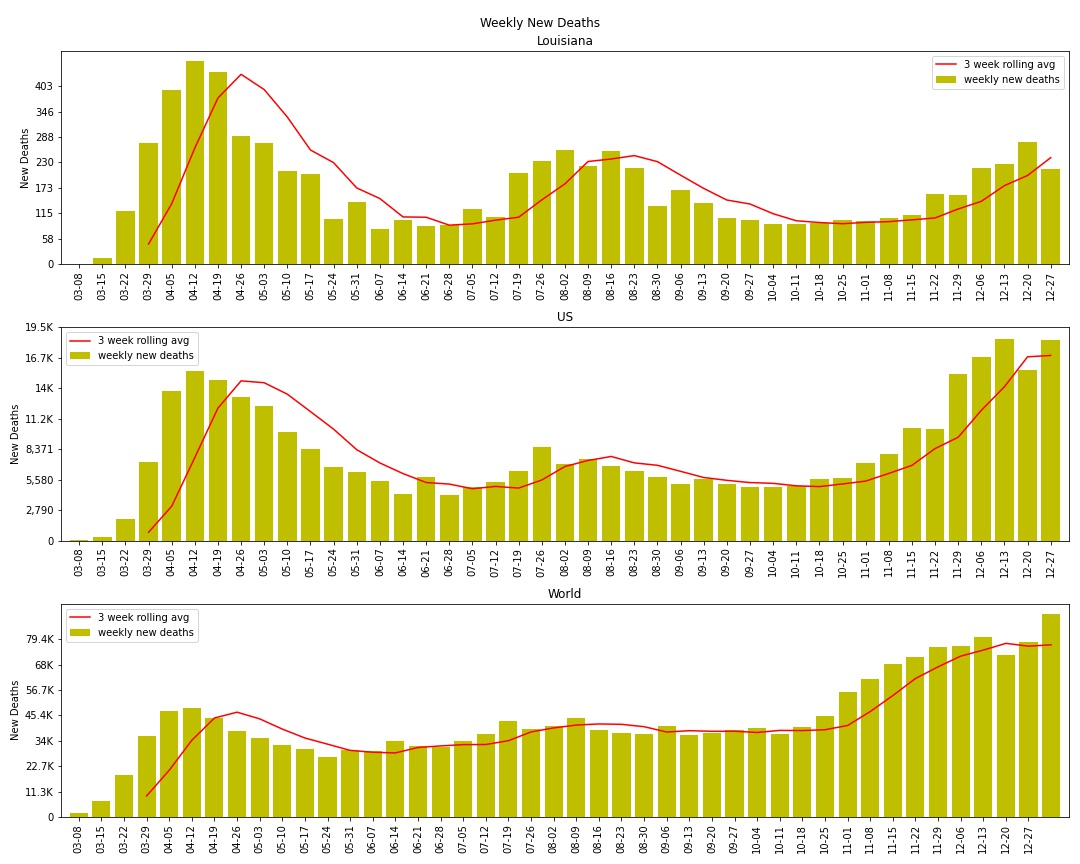 Weekly New Deaths
Louisiana
403
346
288
230
173
115
58
0
New Deaths
3 week rolling avg
weekly new deaths
03-08 03-15 03-22 03-29 04-05 04-12 04-19 04-26 05-03 05-10 05-17 05-24 05-31 06-07 06-14 06-21 06-28 07-05 07-12 07-19 07-26 08-02 08-09 08-16 08-23 08-30 09-06 09-13 09-20 09-27 10-04 10-11 10-18 10-25 11-01 11-08 11-15 11-22 11-29 12-06 12-13 12-20 12-27
US
19.5K
16.7K
14K
11.2K
8,371
5,580
2,790
0
New Deaths
3 week rolling avg
weekly new deaths
03-08 03-15 03-22 03-29 04-05 04-12 04-19 04-26 05-03 05-10 05-17 05-24 05-31 06-07 06-14 06-21 06-28 07-05 07-12 07-19 07-26 08-02 08-09 08-16 08-23 08-30 09-06 09-13 09-20 09-27 10-04 10-11 10-18 10-25 11-01 11-08 11-15 11-22 11-29 12-06 12-13 12-20 12-27
World
79.4K
68K
56.7K
45.4K
34K
22.7K
11.3K
0
New Deaths
3 week rolling avg
weekly new deaths
03-08 03-15 03-22 03-29 04-05 04-12 04-19 04-26 05-03 05-10 05-17 05-24 05-31 06-07 06-14 06-21 06-28 07-05 07-12 07-19 07-26 08-02 08-09 08-16 08-23 08-30 09-06 09-13 09-20 09-27 10-04 10-11 10-18 10-25 11-01 11-08 11-15 11-22 11-29 12-06 12-13 12-20 12-27